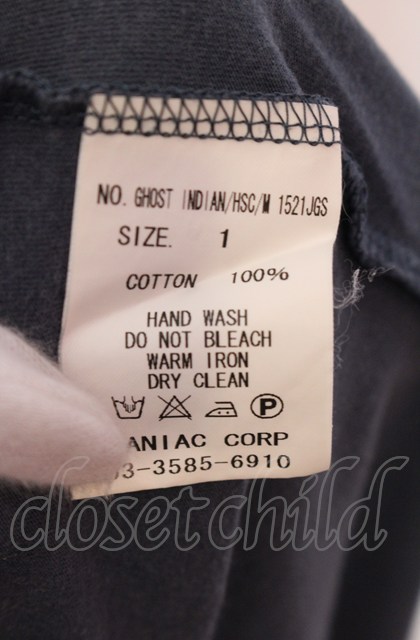 NO. GHOST INDIAN/HSC/M 1521JGS
SIZE. 1
COTTON 100%
HAND WASH
DO NOT BLEACH
WARM IRON
DRY CLEAN
P
ANIAC CORP
3-3585-6910
closetchild